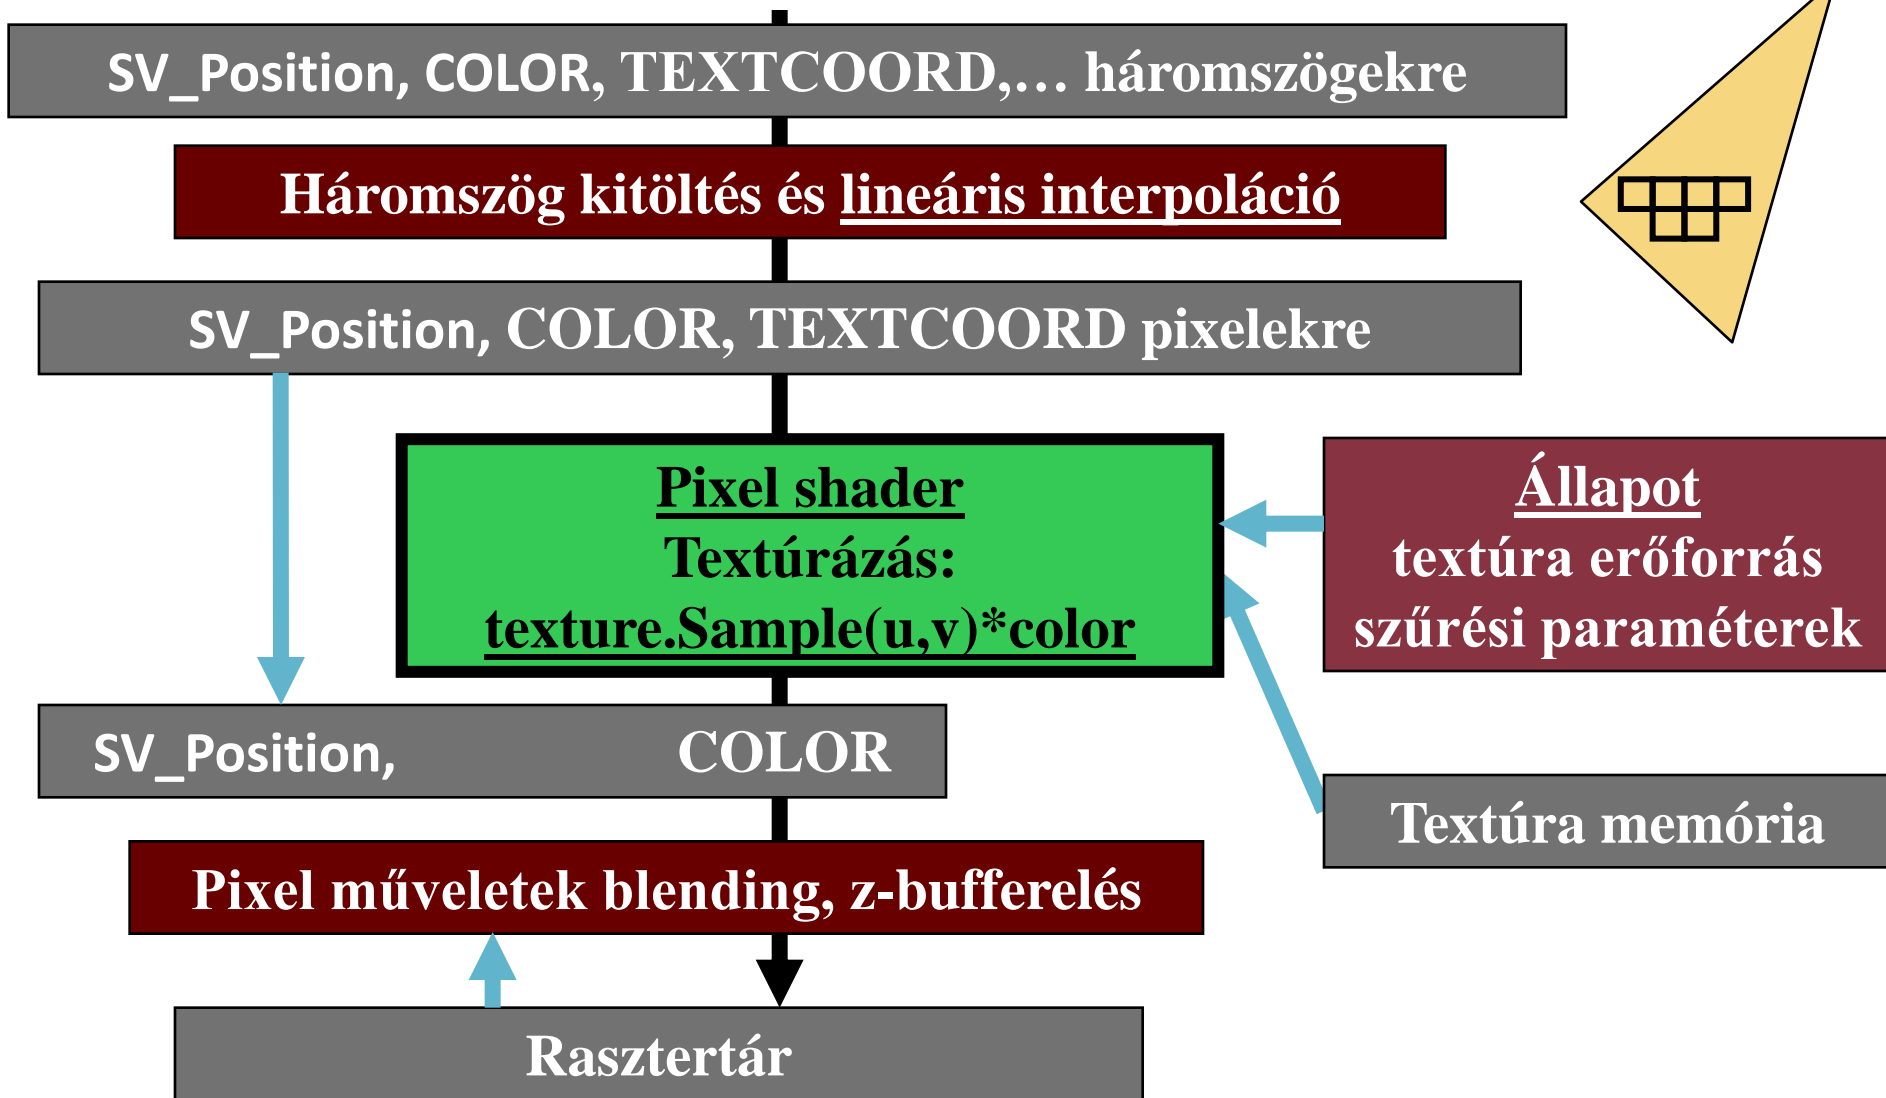 SV_Position, COLOR, TEXTCOORD,… háromszögekre
Háromszög kitöltés és lineáris interpoláció
SV_Position, COLOR, TEXTCOORD pixelekre
Pixel shader
Textúrázás:
texture.Sample(u,v)*color
Állapot
textúra erőforrás
szűrési paraméterek
SV_Position, COLOR
Textúra memória
Pixel műveletek blending, z-bufferelés
Rasztertár